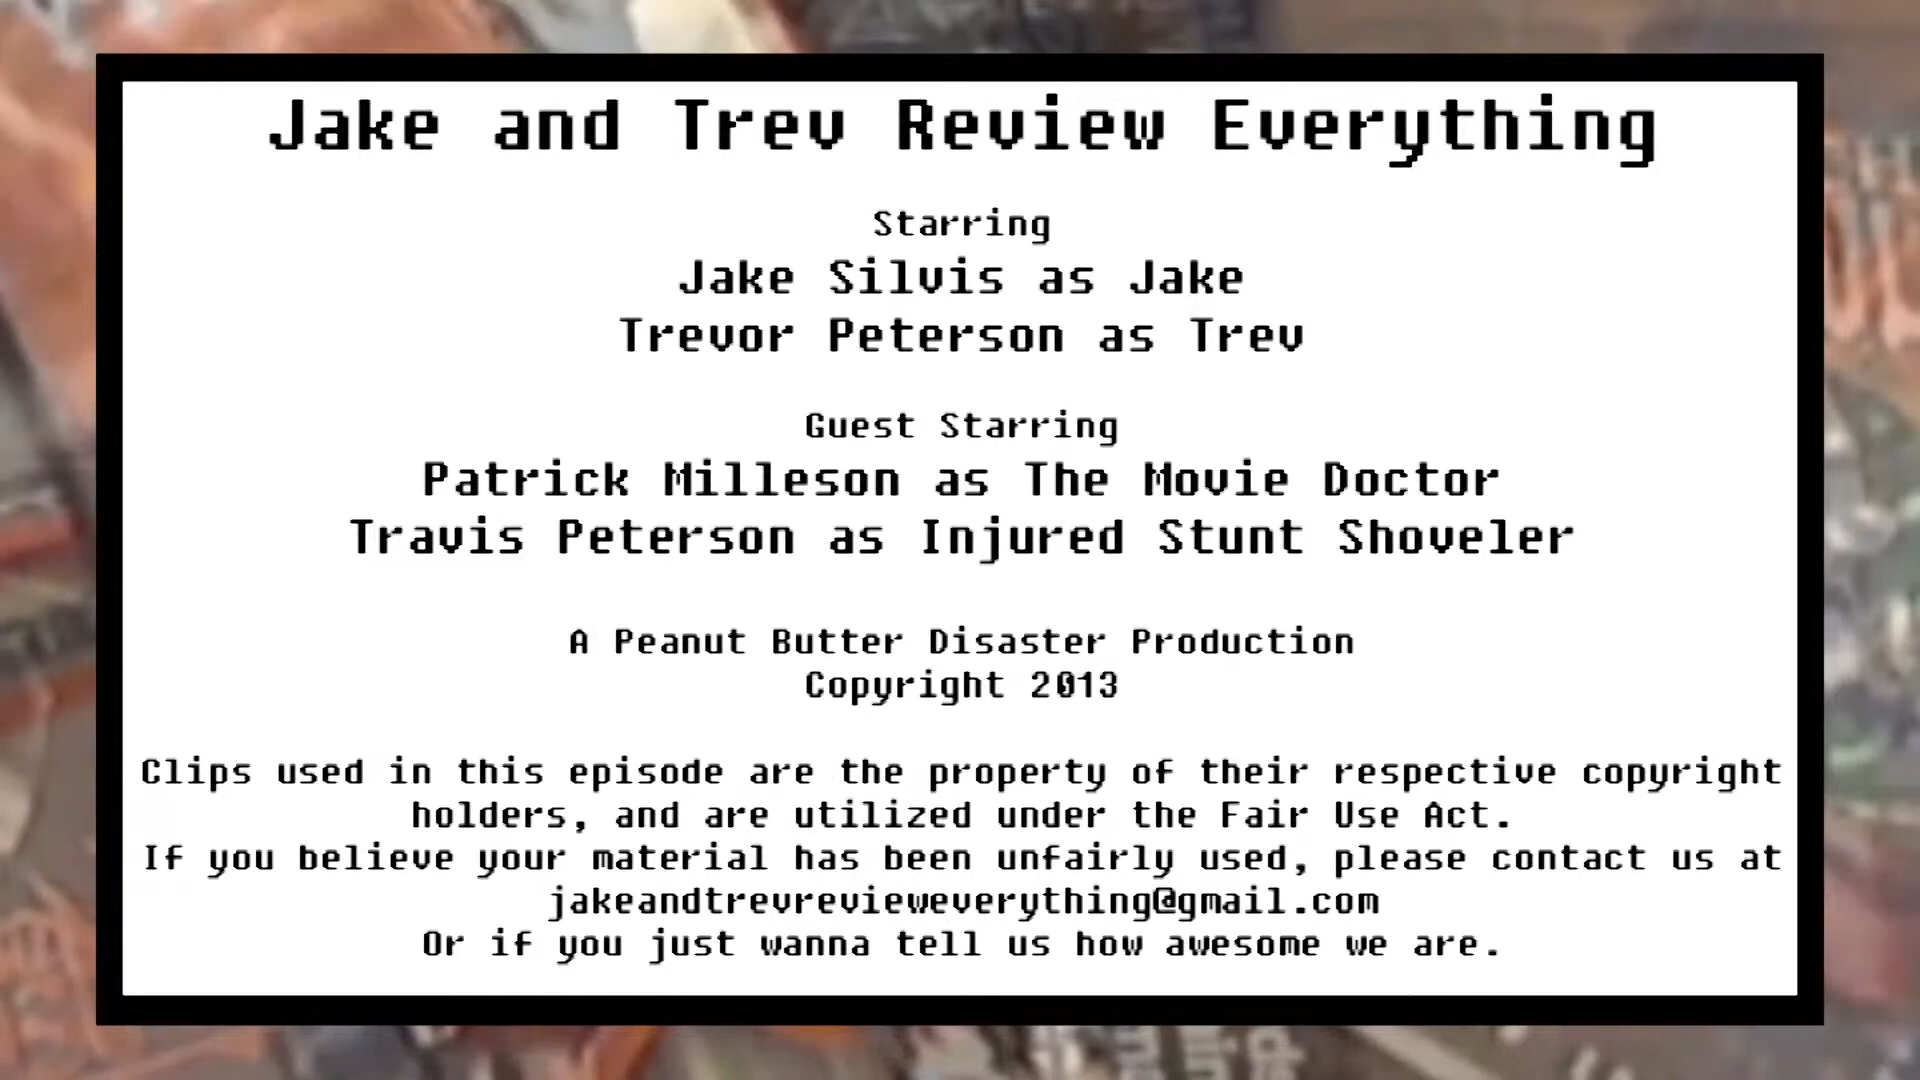 Jake and Trev Review Everything
Starring
Jake Silvis as Jake
Trevor Peterson as Trev
Guest Starring
Patrick Milleson as The Movie Doctor
Travis Peterson as Injured Stunt Shoveler
A Peanut Butter Disaster Production
Copyright 2013
Clips used in this episode are the property of their respective copyright
holders, and are utilized under the Fair Use Act.
If you believe your material has been unfairly used, please contact us at
jakeandtrevrevieweverything@gmail.com
Or if you just wanna tell us how awesome we are.